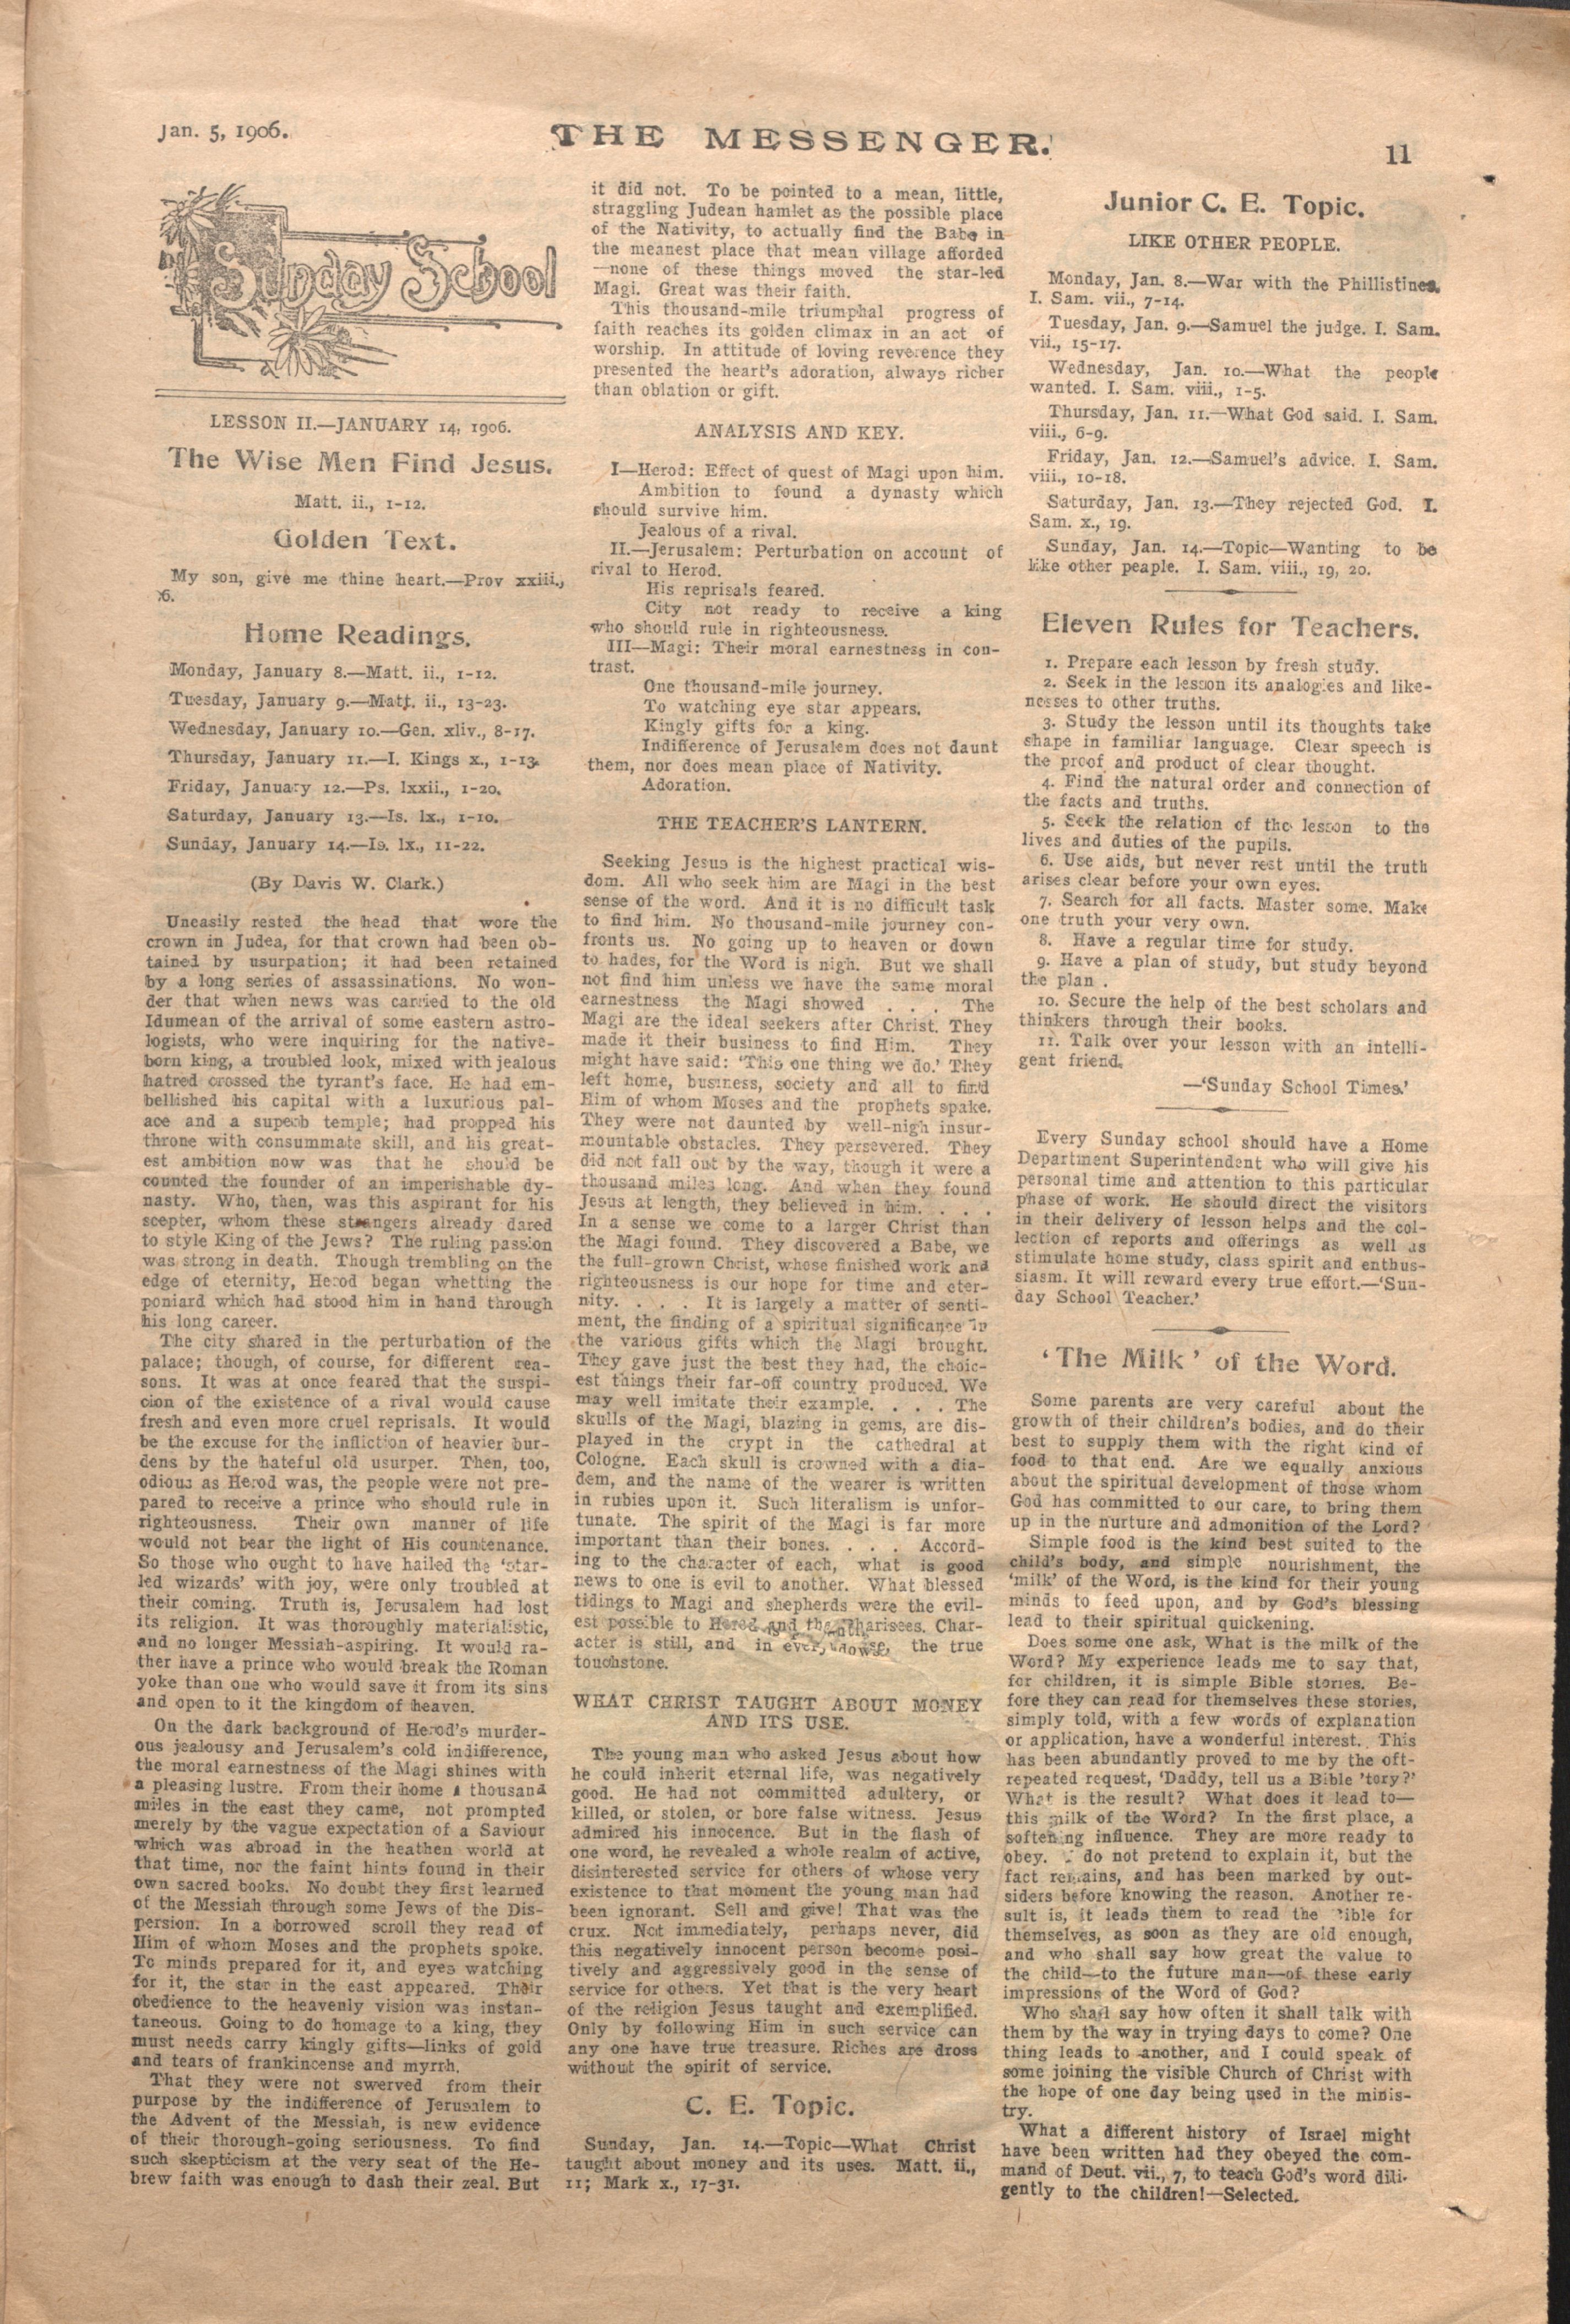 Jan. 5, 1906.
THE MESSENGER.
11
Sunday School
LESSON II.—JANUARY 14, 1906.
The Wise Men Find Jesus.
Matt. ii., 1-12.
Golden Text.
My son, give me thine heart.—Prov xxiii.,
26.
Home Readings.
Monday, January 8.—Matt. ii., 1-12.
Tuesday, January 9.—Matt. ii., 13-23.
Wednesday, January 10.—Gen. xliv., 8-17.
Thursday, January 11.—I. Kings x., 1-13.
Friday, January 12.—Ps. lxxii., 1-20.
Saturday, January 13.—Is. lx., 1-10.
Sunday, January 14.—Is. lx., 11-22.
(By Davis W. Clark.)
Uneasily rested the head that wore the
crown in Judea, for that crown had been ob-
tained by usurpation; it had been retained
by a long series of assassinations. No won-
der that when news was carried to the old
Idumean of the arrival of some eastern astro-
logists, who were inquiring for the native-
born king, a troubled look, mixed with jealous
hatred crossed the tyrant's face. He had em-
bellished his capital with a luxurious pal-
ace and a superb temple; had propped his
throne with consummate skill, and his great-
est ambition now was that he should be
counted the founder of an imperishable dy-
nasty. Who, then, was this aspirant for his
scepter, whom these strangers already dared
to style King of the Jews? The ruling passion
was strong in death. Though trembling on the
edge of eternity, Herod began whetting the
poniard which had stood him in hand through
his long career.
The city shared in the perturbation of the
palace; though, of course, for different rea-
sons. It was at once feared that the suspi-
cion of the existence of a rival would cause
fresh and even more cruel reprisals. It would
be the excuse for the infliction of heavier bur-
dens by the hateful old usurper. Then, too,
odious as Herod was, the people were not pre-
pared to receive a prince who should rule in
righteousness. Their own manner of life
would not bear the light of His countenance.
So those who ought to have hailed the 'star-
led wizards' with joy, were only troubled at
their coming. Truth is, Jerusalem had lost
its religion. It was thoroughly materialistic,
and no longer Messiah-aspiring. It would ra-
ther have a prince who would break the Roman
yoke than one who would save it from its sins
and open to it the kingdom of heaven.
On the dark background of Herod's murder-
ous jealousy and Jerusalem's cold indifference,
the moral earnestness of the Magi shines with
a pleasing lustre. From their home a thousand
miles in the east they came, not prompted
merely by the vague expectation of a Saviour
which was abroad in the heathen world at
that time, nor the faint hints found in their
own sacred books. No doubt they first learned
of the Messiah through some Jews of the Dis-
persion. In a borrowed scroll they read of
Him of whom Moses and the prophets spoke.
To minds prepared for it, and eyes watching
for it, the star in the east appeared. Their
obedience to the heavenly vision was instan-
taneous. Going to do homage to a king, they
must needs carry kingly gifts—links of gold
and tears of frankincense and myrrh.
That they were not swerved from their
purpose by the indifference of Jerusalem to
the Advent of the Messiah, is new evidence
of their thorough-going seriousness. To find
such skepticism at the very seat of the He-
brew faith was enough to dash their zeal. But
it did not. To be pointed to a mean, little,
straggling Judean hamlet as the possible place
of the Nativity, to actually find the Babe in
the meanest place that mean village afforded
—none of these things moved the star-led
Magi. Great was their faith.
This thousand-mile triumphal progress of
faith reaches its golden climax in an act of
worship. In attitude of loving reverence they
presented the heart's adoration, always richer
than oblation or gift.
ANALYSIS AND KEY.
I—Herod: Effect of quest of Magi upon him.
Ambition to found a dynasty which
should survive him.
Jealous of a rival.
II.—Jerusalem: Perturbation on account of
rival to Herod.
His reprisals feared.
City not ready to receive a king
who should rule in righteousness.
III—Magi: Their moral earnestness in con-
trast.
One thousand-mile journey.
To watching eye star appears.
Kingly gifts for a king.
Indifference of Jerusalem does not daunt
them, nor does mean place of Nativity.
Adoration.
THE TEACHER'S LANTERN.
Seeking Jesus is the highest practical wis-
dom. All who seek him are Magi in the best
sense of the word. And it is no difficult task
to find him. No thousand-mile journey con-
fronts us. No going up to heaven or down
to hades, for the Word is nigh. But we shall
not find him unless we have the same moral
earnestness the Magi showed . . . The
Magi are the ideal seekers after Christ. They
made it their business to find Him. They
might have said: 'This one thing we do.' They
left home, business, society and all to find
Him of whom Moses and the prophets spake.
They were not daunted by well-nigh insur-
mountable obstacles. They persevered. They
did not fall out by the way, though it were a
thousand miles long. And when they found
Jesus at length, they believed in him. . . .
In a sense we come to a larger Christ than
the Magi found. They discovered a Babe, we
the full-grown Christ, whose finished work and
righteousness is our hope for time and eter-
nity. . . . It is largely a matter of senti-
ment, the finding of a spiritual significance in
the various gifts which the Magi brought.
They gave just the best they had, the choic-
est things their far-off country produced. We
may well imitate their example. . . . The
skulls of the Magi, blazing in gems, are dis-
played in the crypt in the cathedral at
Cologne. Each skull is crowned with a dia-
dem, and the name of the wearer is written
in rubies upon it. Such literalism is unfor-
tunate. The spirit of the Magi is far more
important than their bones. . . . Accord-
ing to the character of each, what is good
news to one is evil to another. What blessed
tidings to Magi and shepherds were the evil-
est possible to Herod and the Pharisees. Char-
acter is still, and in the true
touchstone.
WHAT CHRIST TAUGHT ABOUT MONEY
AND ITS USE.
The young man who asked Jesus about how
he could inherit eternal life, was negatively
good. He had not committed adultery, or
killed, or stolen, or bore false witness. Jesus
admired his innocence. But in the flash of
one word, he revealed a whole realm of active,
disinterested service for others of whose very
existence to that moment the young man had
been ignorant. Sell and give! That was the
crux. Not immediately, perhaps never, did
this negatively innocent person become posi-
tively and aggressively good in the sense of
service for others. Yet that is the very heart
of the religion Jesus taught and exemplified.
Only by following Him in such service can
any one have true treasure. Riches are dross
without the spirit of service.
C. E. Topic.
Sunday, Jan. 14.—Topic—What Christ
taught about money and its uses. Matt. ii.,
11; Mark x., 17-31.
Junior C. E. Topic.
LIKE OTHER PEOPLE.
Monday, Jan. 8.—War with the Phillistines.
I. Sam. vii., 7-14.
Tuesday, Jan. 9.—Samuel the judge. I. Sam.
vii., 15-17.
Wednesday, Jan. 10.—What the people
wanted. I. Sam. viii., 1-5.
Thursday, Jan. 11.—What God said. I. Sam.
viii., 6-9.
Friday, Jan. 12.—Samuel's advice. I. Sam.
viii., 10-18.
Saturday, Jan. 13.—They rejected God. I.
Sam. x., 19.
Sunday, Jan. 14.—Topic—Wanting to be
like other peaple. I. Sam. viii., 19, 20.
Eleven Rules for Teachers.
1. Prepare each lesson by fresh study.
2. Seek in the lesson its analogies and like-
nesses to other truths.
3. Study the lesson until its thoughts take
shape in familiar language. Clear speech is
the proof and product of clear thought.
4. Find the natural order and connection of
the facts and truths.
5. Seek the relation of the lesson to the
lives and duties of the pupils.
6. Use aids, but never rest until the truth
arises clear before your own eyes.
7. Search for all facts. Master some. Make
one truth your very own.
8. Have a regular time for study.
9. Have a plan of study, but study beyond
the plan .
10. Secure the help of the best scholars and
thinkers through their books.
11. Talk over your lesson with an intelli-
gent friend.
—'Sunday School Times.'
Every Sunday school should have a Home
Department Superintendent who will give his
personal time and attention to this particular
phase of work. He should direct the visitors
in their delivery of lesson helps and the col-
lection of reports and offerings as well as
stimulate home study, class spirit and enthus-
siasm. It will reward every true effort.—'Sun-
day School Teacher.'
'The Milk' of the Word.
Some parents are very careful about the
growth of their children's bodies, and do their
best to supply them with the right kind of
food to that end. Are we equally anxious
about the spiritual development of those whom
God has committed to our care, to bring them
up in the nurture and admonition of the Lord?
Simple food is the kind best suited to the
child's body, and simple nourishment, the
'milk' of the Word, is the kind for their young
minds to feed upon, and by God's blessing
lead to their spiritual quickening.
Does some one ask, What is the milk of the
Word? My experience leads me to say that,
for children, it is simple Bible stories. Be-
fore they can read for themselves these stories,
simply told, with a few words of explanation
or application, have a wonderful interest. This
has been abundantly proved to me by the oft-
repeated request, 'Daddy, tell us a Bible 'tory?'
What is the result? What does it lead to—
this milk of the Word? In the first place, a
softening influence. They are more ready to
obey. I do not pretend to explain it, but the
fact remains, and has been marked by out-
siders before knowing the reason. Another re-
sult is, it leads them to read the Bible for
themselves, as soon as they are old enough,
and who shall say how great the value to
the child—to the future man—of these early
impressions of the Word of God?
Who shall say how often it shall talk with
them by the way in trying days to come? One
thing leads to another, and I could speak of
some joining the visible Church of Christ with
the hope of one day being used in the minis-
try.
What a different history of Israel might
have been written had they obeyed the com-
mand of Deut. vii., 7, to teach God's word dili-
gently to the children!—Selected.